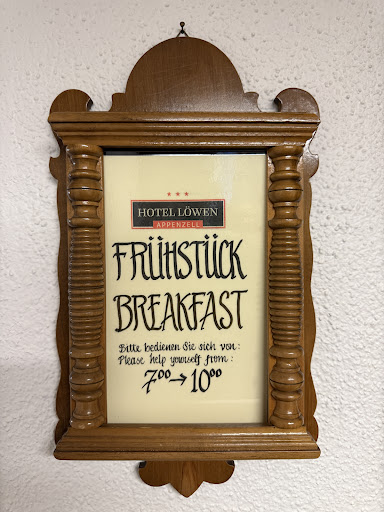 ★★★
HOTEL LÖWEN
APPENZELL
FRÜHSTÜCK
BREAKFAST
Bitte bedienen Sie sich von:
Please help yourself from:
7⁰⁰→10⁰⁰